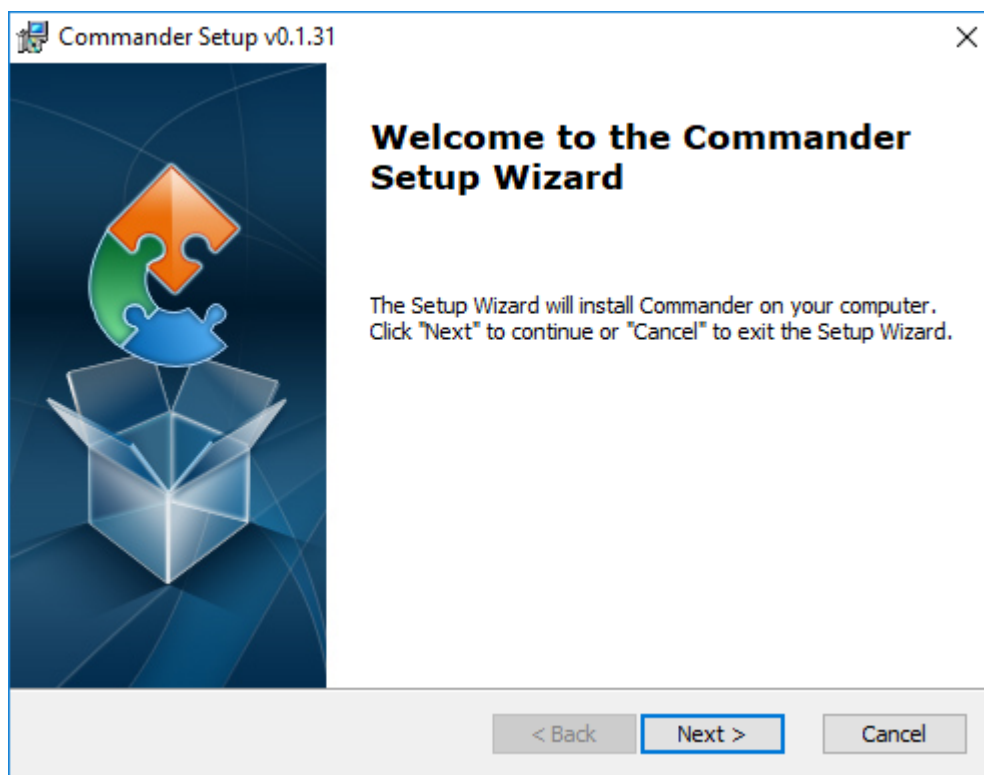 Commander Setup v0.1.31
Welcome to the Commander
Setup Wizard
The Setup Wizard will install Commander on your computer.
Click "Next" to continue or "Cancel" to exit the Setup Wizard.
< Back
Next >
Cancel